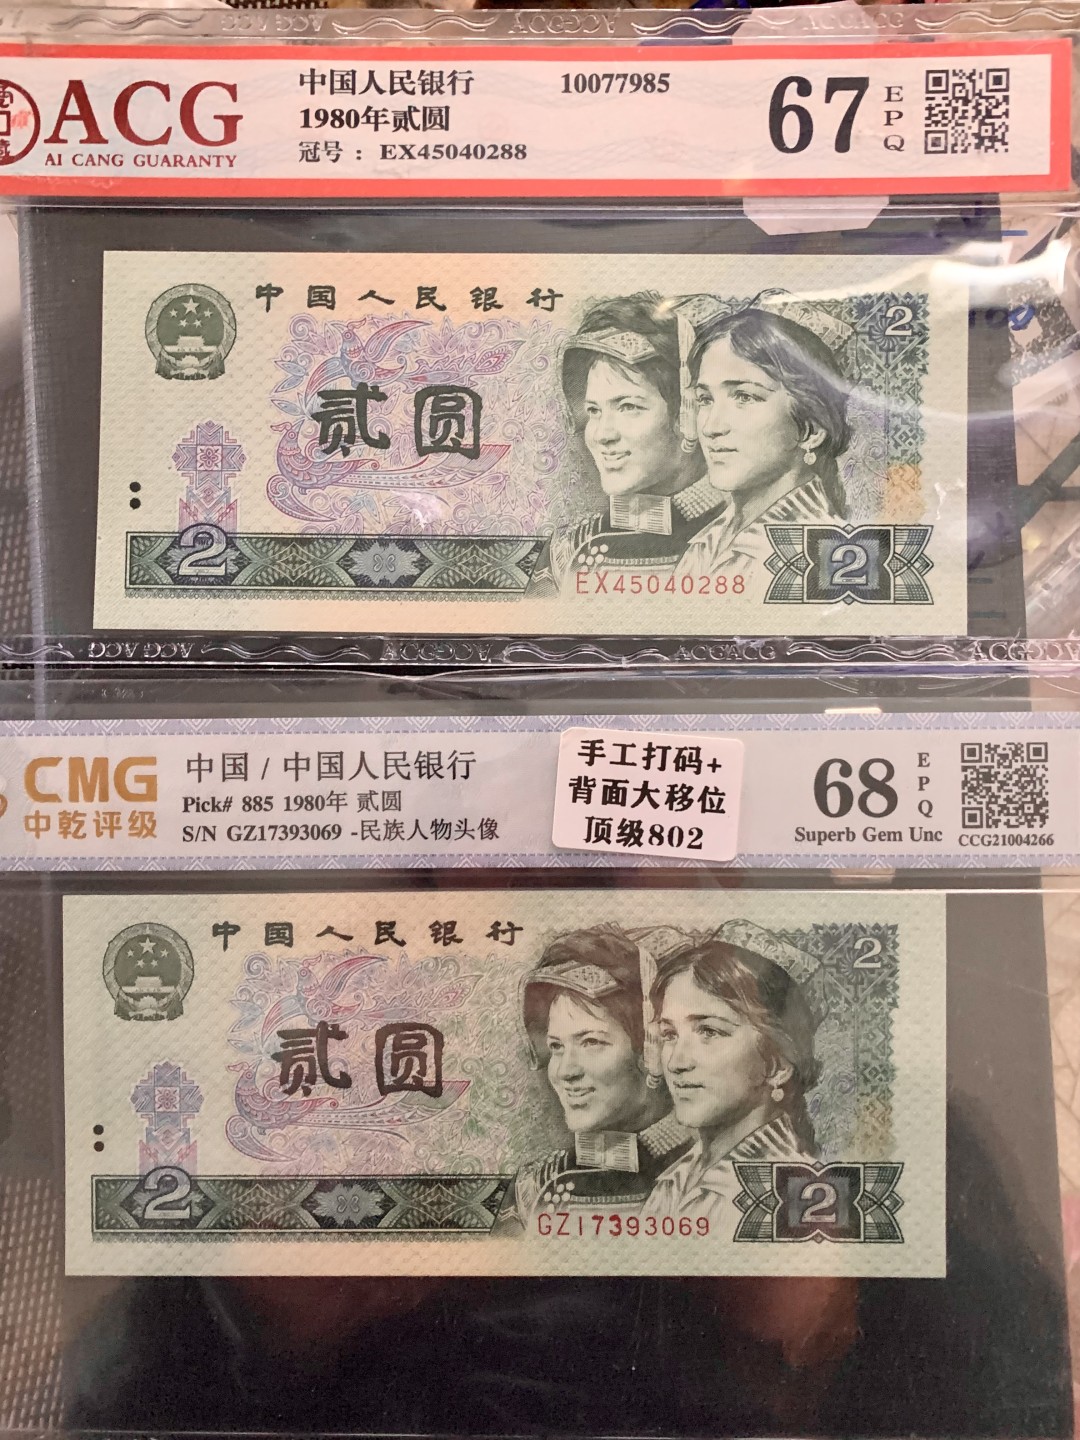 ACG ACG
ACGƆƆA
ACGACG
ACG
AI CANG GUARANTY
中国人民银行
1980年贰圆
冠号：EX45040288
10077985
67
EPQ
中国人民银行
2
贰圆
2
EX45040288
2
ACGACG
CMG
中乾评级
中国 / 中国人民银行
Pick# 885 1980年 贰圆
S/N GZ17393069 -民族人物头像
手工打码+
背面大移位
顶级802
68
EPQ
Superb Gem Unc
CCG21004266
中国人民银行
2
贰圆
2
GZ17393069
2